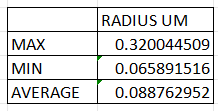 RADIUS UM
MAX 0.320044509
MIN 0.065891516
AVERAGE 0.088762952